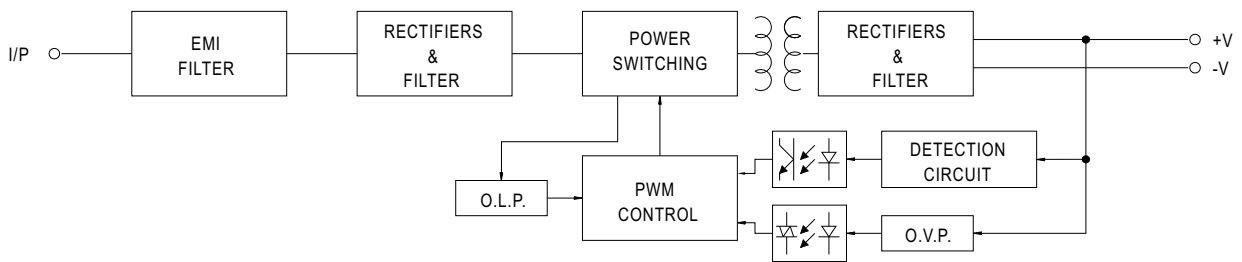 I/P
EMI
FILTER
RECTIFIERS
&
FILTER
POWER
SWITCHING
RECTIFIERS
&
FILTER
+V
-V
DETECTION
CIRCUIT
O.L.P.
PWM
CONTROL
O.V.P.